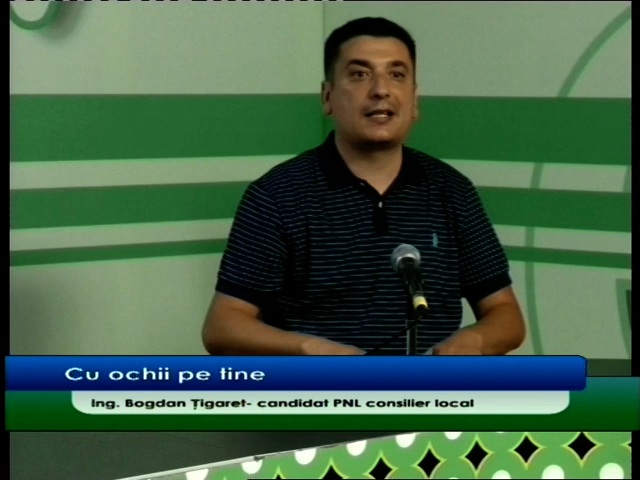 Cu ochii pe tine
Ing. Bogdan Țigaret- candidat PNL consilier local